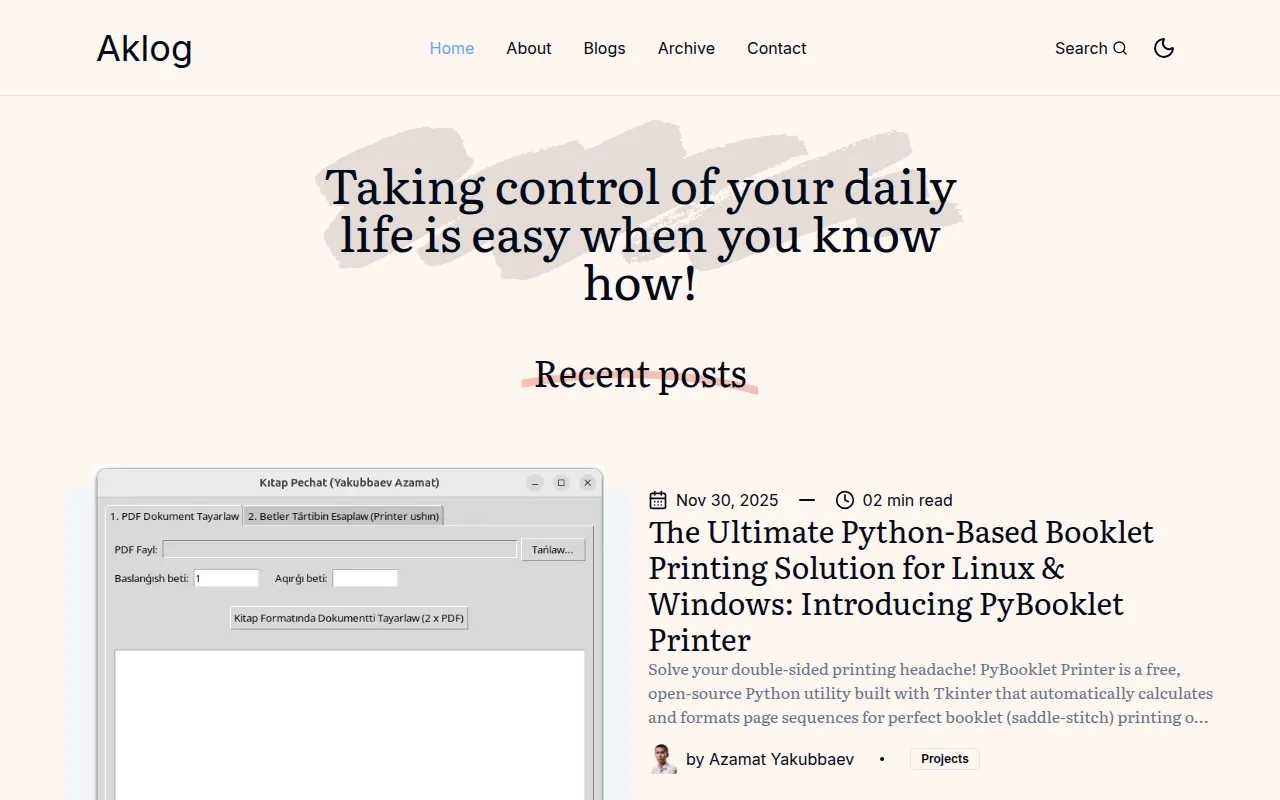 Aklog
Home
About
Blogs
Archive
Contact
Search
Taking control of your daily
life is easy when you know
how!
Recent posts
Kıtap Pechat (Yakubbaev Azamat)
1. PDF Dokument Tayarlaw
2. Betler Tártibin Esaplaw (Printer ushın)
PDF Fayl:
Tańlaw...
Baslanǵısh beti:
1
Aqırǵı beti:
Kitap Formatında Dokumentti Tayarlaw (2 x PDF)
Nov 30, 2025
02 min read
The Ultimate Python-Based Booklet
Printing Solution for Linux &
Windows: Introducing PyBooklet
Printer
Solve your double-sided printing headache! PyBooklet Printer is a free,
open-source Python utility built with Tkinter that automatically calculates
and formats page sequences for perfect booklet (saddle-stitch) printing o...
by Azamat Yakubbaev
•
Projects